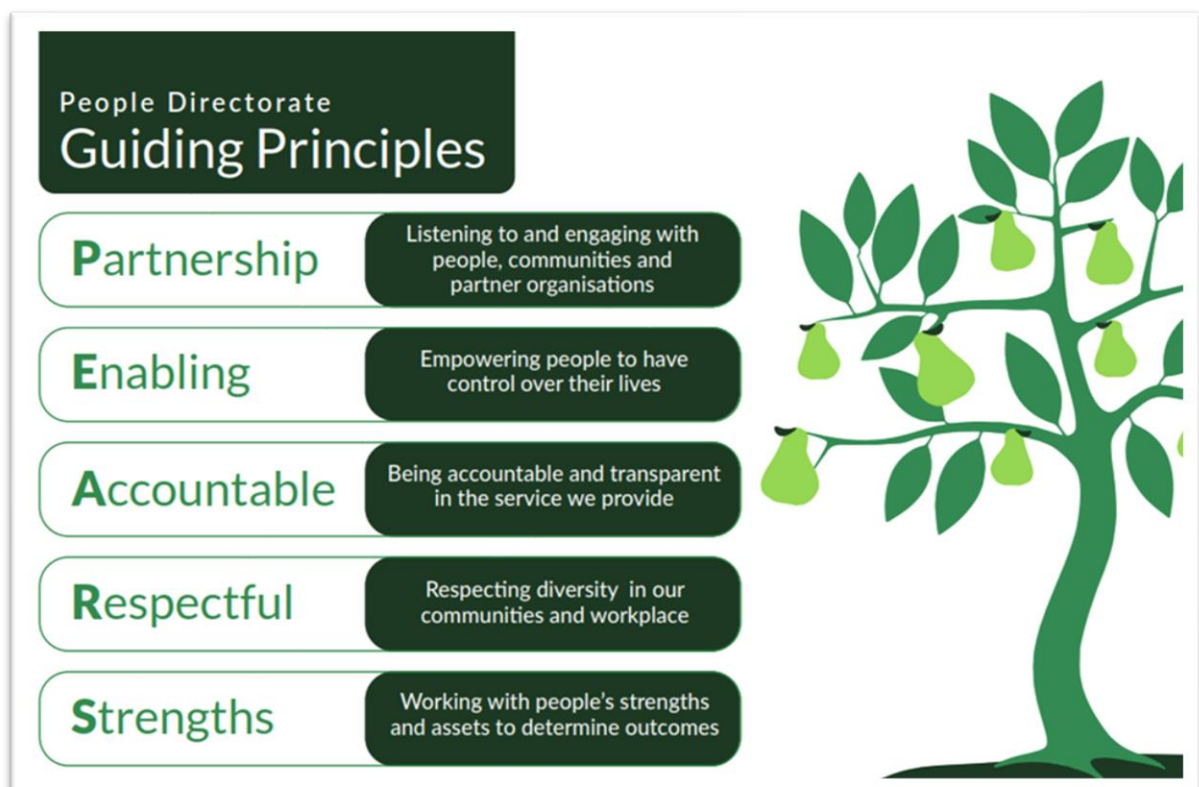 People Directorate
Guiding Principles
Partnership
Listening to and engaging with
people, communities and
partner organisations
Enabling
Empowering people to have
control over their lives
Accountable
Being accountable and transparent
in the service we provide
Respectful
Respecting diversity in our
communities and workplace
Strengths
Working with people's strengths
and assets to determine outcomes